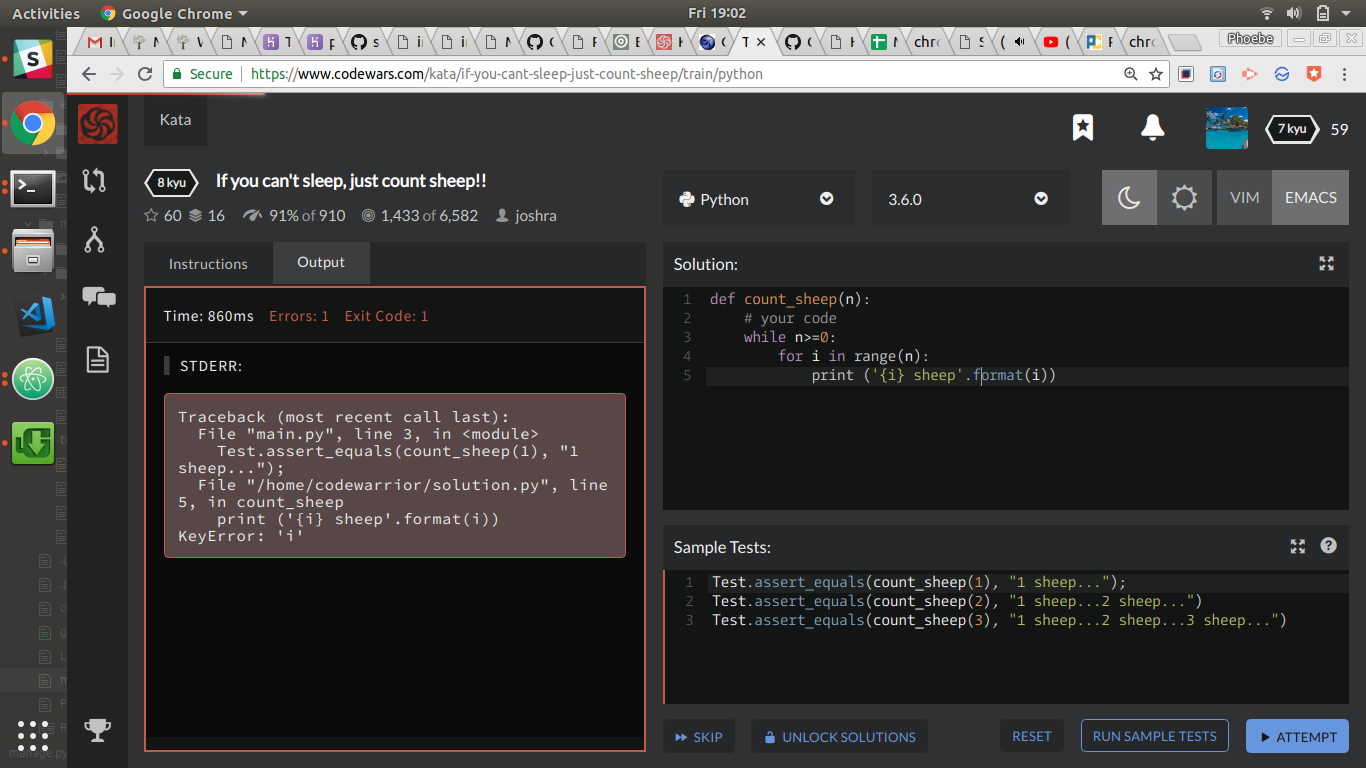 Activities Google Chrome Fri 19:02
Phoebe
Secure https://www.codewars.com/kata/if-you-cant-sleep-just-count-sheep/train/python
Kata
7 kyu 59
8 kyu If you can't sleep, just count sheep!!
60 16 91% of 910 1,433 of 6,582 joshra
Python 3.6.0 VIM EMACS
Instructions Output
Time: 860ms Errors: 1 Exit Code: 1
STDERR:
Traceback (most recent call last):
File "main.py", line 3, in <module>
Test.assert_equals(count_sheep(1), "1
sheep...");
File "/home/codewarrior/solution.py", line
5, in count_sheep
print ('{i} sheep'.format(i))
KeyError: 'i'
Solution:
1 def count_sheep(n):
2 # your code
3 while n>=0:
4 for i in range(n):
5 print ('{i} sheep'.format(i))
Sample Tests:
1 Test.assert_equals(count_sheep(1), "1 sheep...");
2 Test.assert_equals(count_sheep(2), "1 sheep...2 sheep...")
3 Test.assert_equals(count_sheep(3), "1 sheep...2 sheep...3 sheep...")
SKIP UNLOCK SOLUTIONS RESET RUN SAMPLE TESTS ATTEMPT